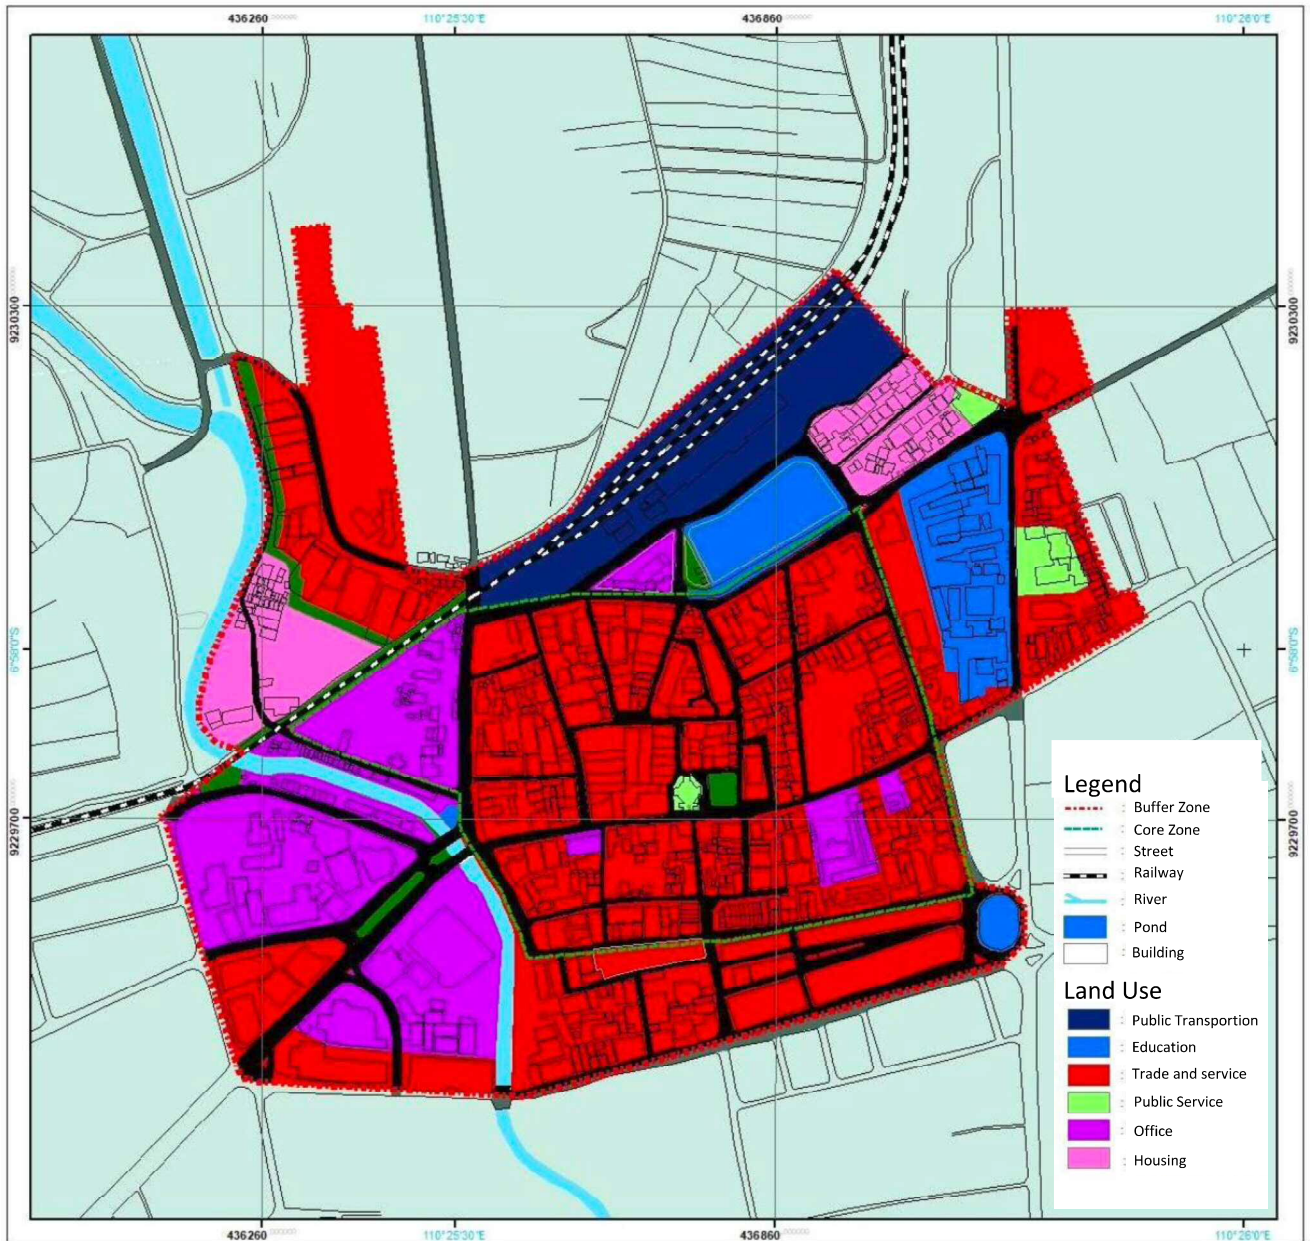 436260 110°25'30"E 436860 110°26'0"E
9230300 9230300
6°58'0"S 6°58'0"S
9229700 9229700
Legend
: Buffer Zone
: Core Zone
: Street
: Railway
: River
: Pond
: Building
Land Use
: Public Transportion
: Education
: Trade and service
: Public Service
: Office
: Housing
436260 110°25'30"E 436860 110°26'0"E